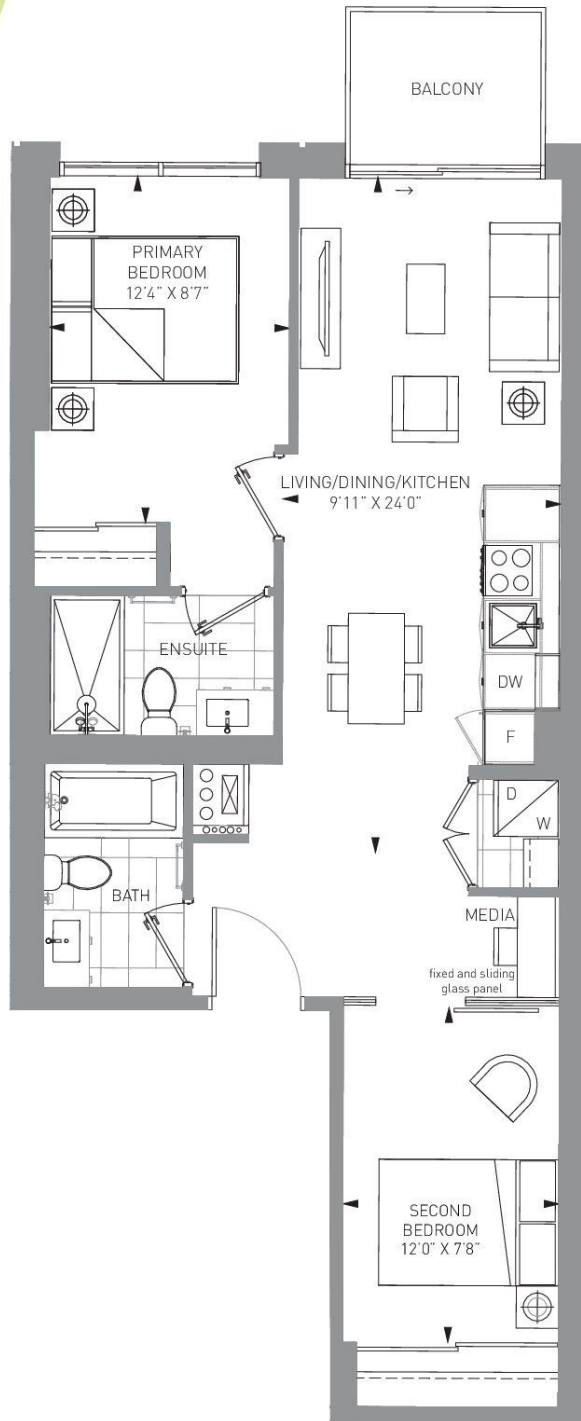 BALCONY
PRIMARY
BEDROOM
12'4" X 8'7"
LIVING/DINING/KITCHEN
9'11" X 24'0"
ENSUITE
DW
F
D
W
BATH
MEDIA
fixed and sliding
glass panel
SECOND
BEDROOM
12'0" X 7'8"